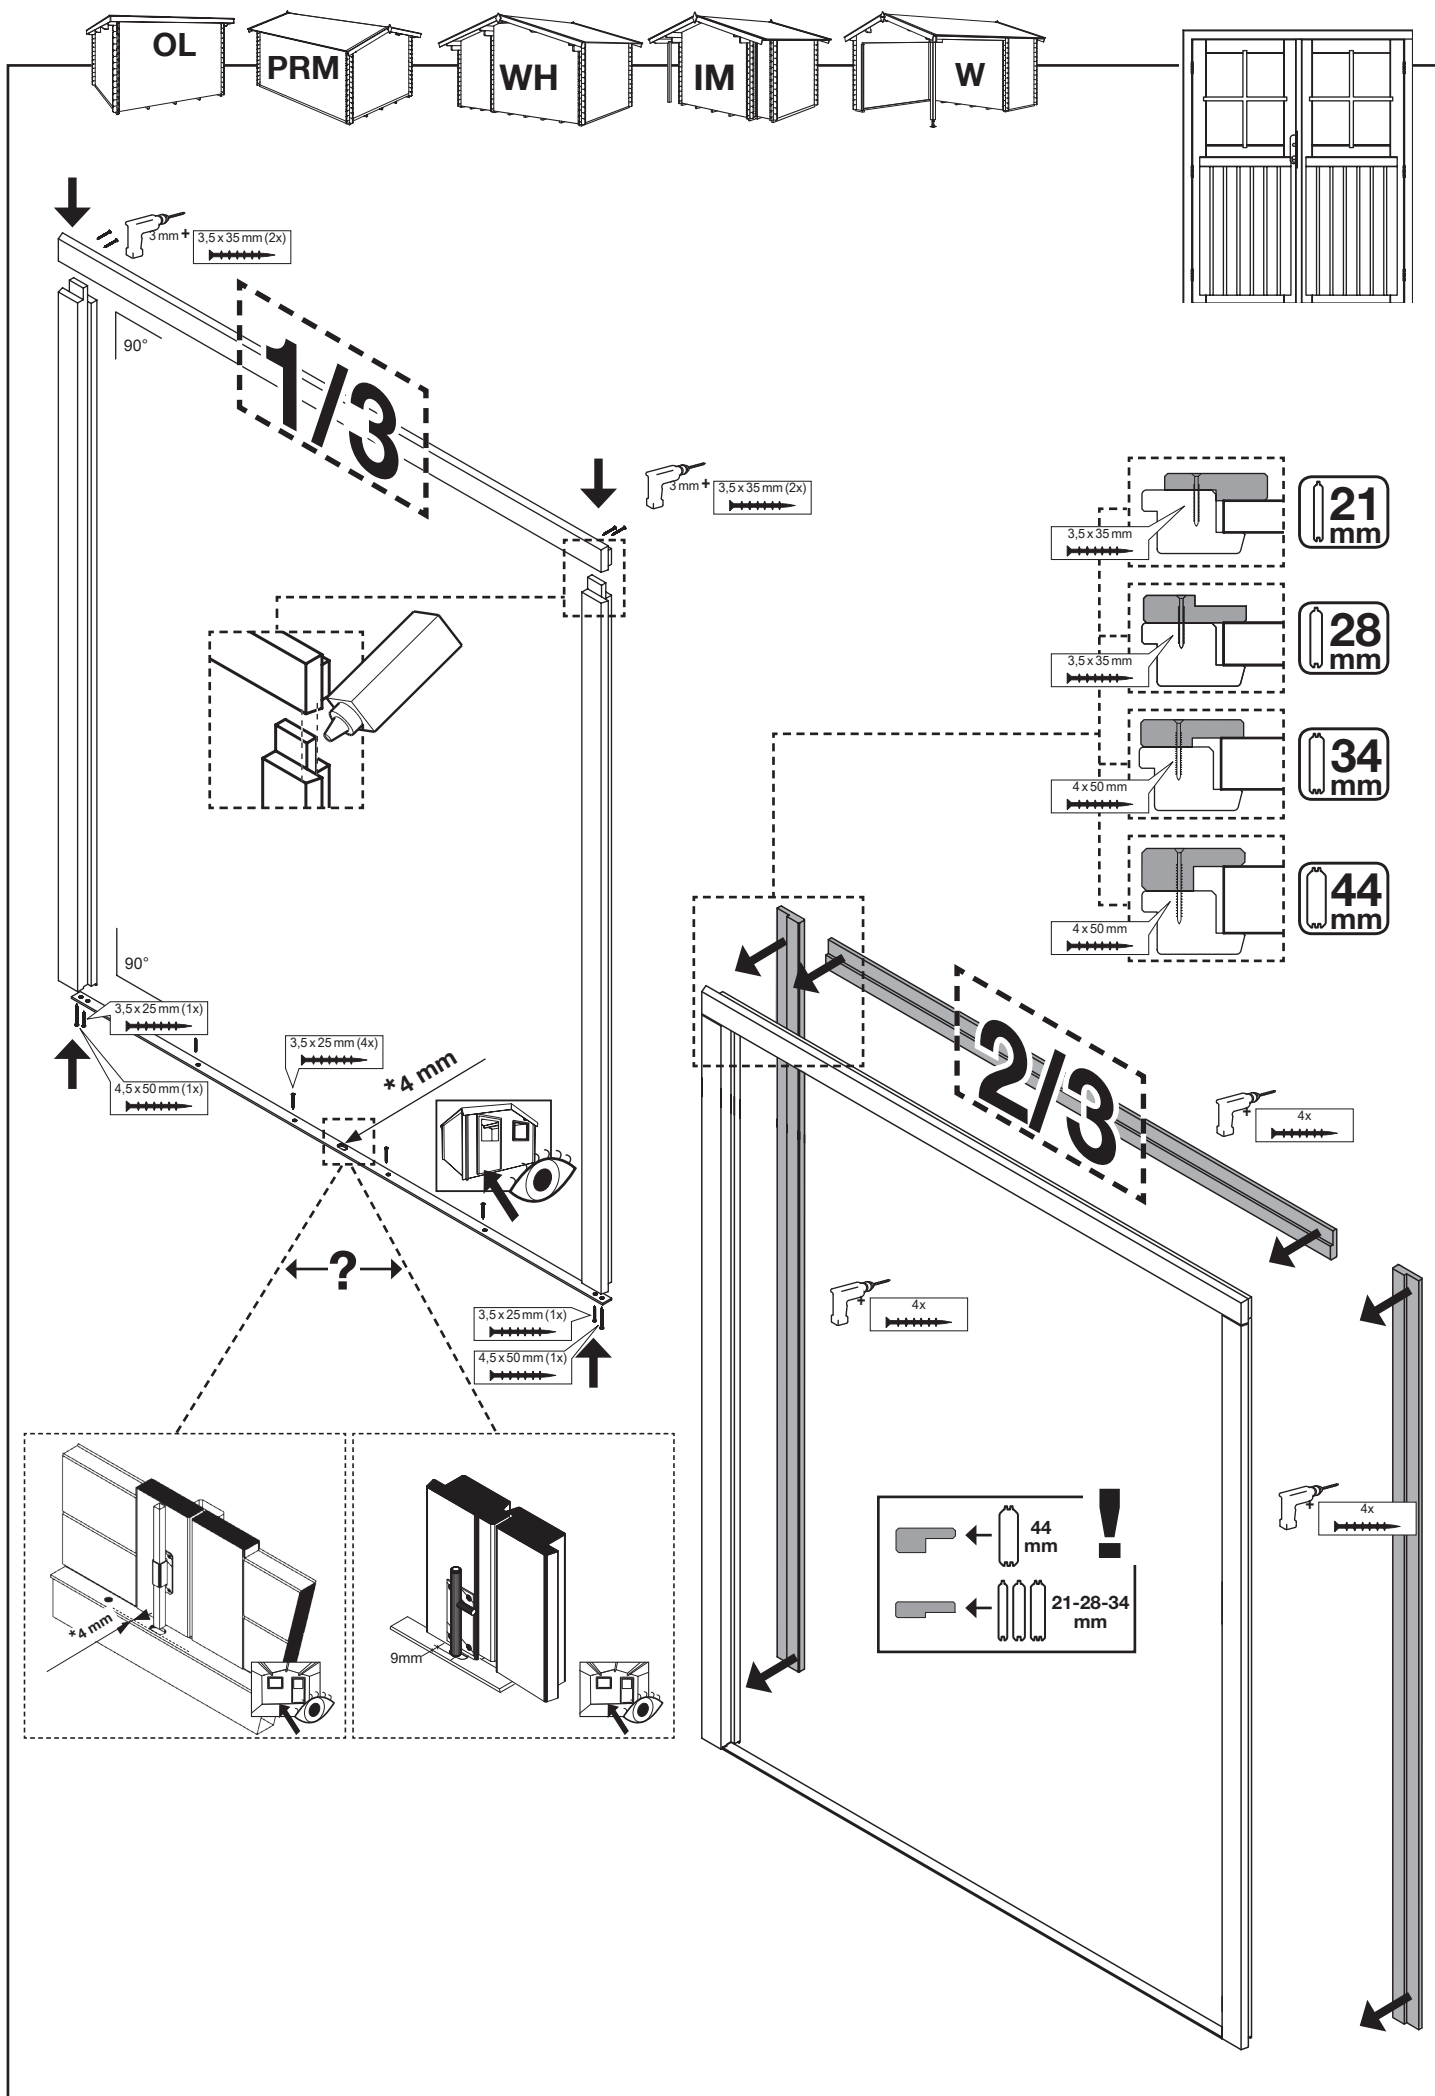 OL
PRM
WH
IM
W
3 mm +
3,5 x 35 mm (2x)
90°
1/3
3 mm +
3,5 x 35 mm (2x)
3,5 x 35 mm
21
mm
3,5 x 35 mm
28
mm
4 x 50 mm
34
mm
4 x 50 mm
44
mm
90°
3,5 x 25 mm (1x)
4,5 x 50 mm (1x)
3,5 x 25 mm (4x)
*4 mm
?
3,5 x 25 mm (1x)
4,5 x 50 mm (1x)
2/3
+
4x
+
4x
+
4x
44
mm
!
21-28-34
mm
*4 mm
9mm